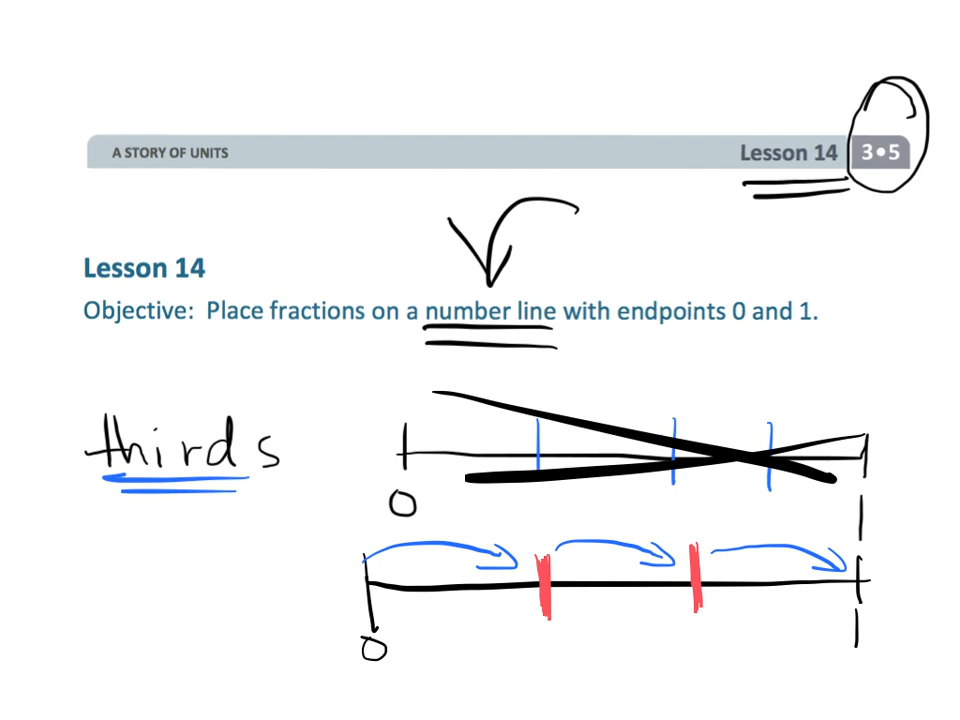 A STORY OF UNITS
Lesson 14 3•5
Lesson 14
Objective: Place fractions on a number line with endpoints 0 and 1.
thirds
0 1
0 1